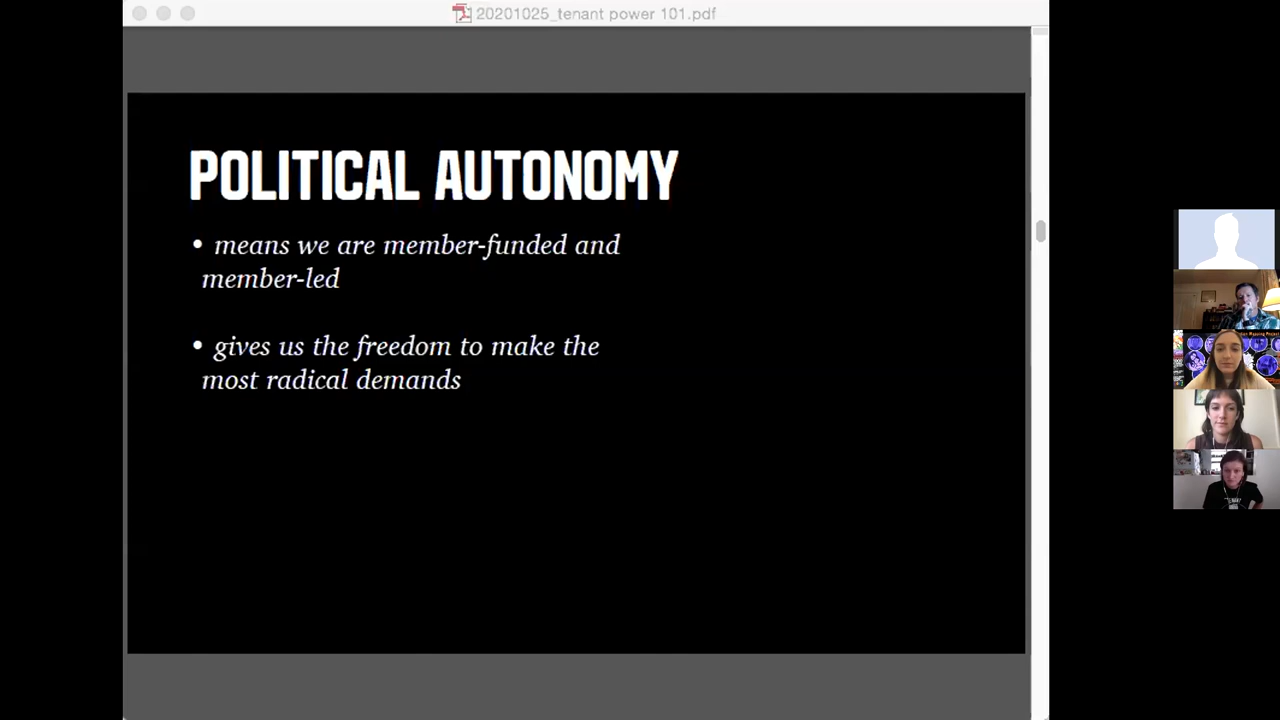 20201025_tenant power 101.pdf
POLITICAL AUTONOMY
• means we are member-funded and
member-led
• gives us the freedom to make the
most radical demands